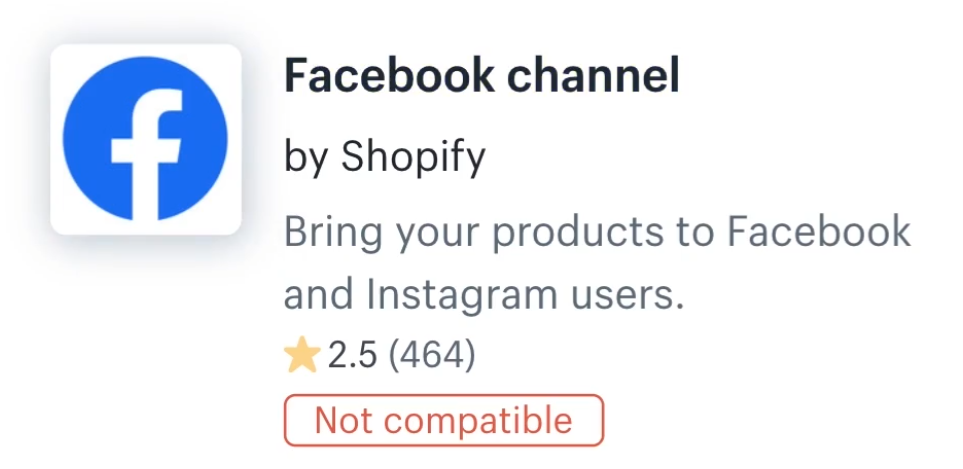 Facebook channel
by Shopify
Bring your products to Facebook
and Instagram users.
2.5 (464)
Not compatible